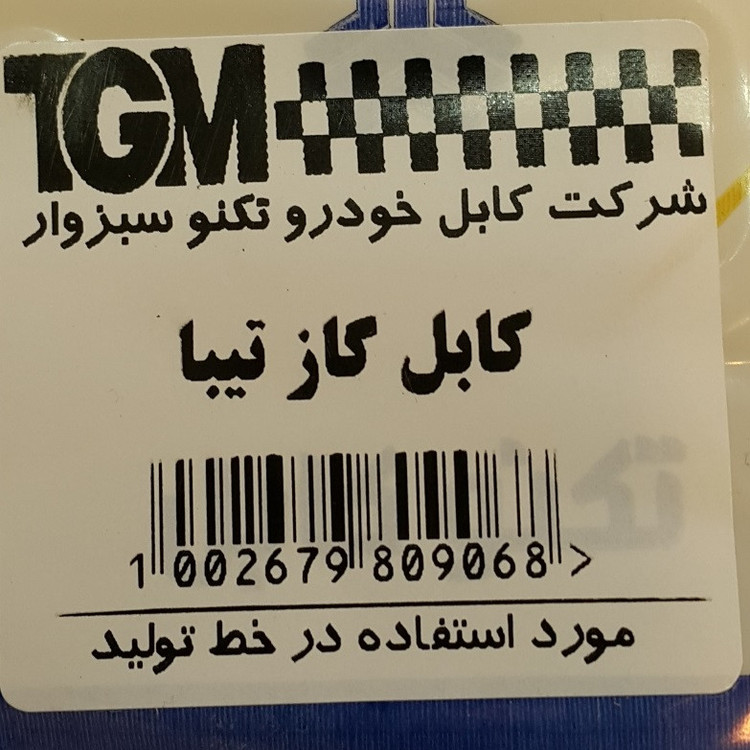 TGM
شرکت کابل خودرو تکنو سبزوار
کابل گاز تیبا
1 002679 809068 >
مورد استفاده در خط تولید